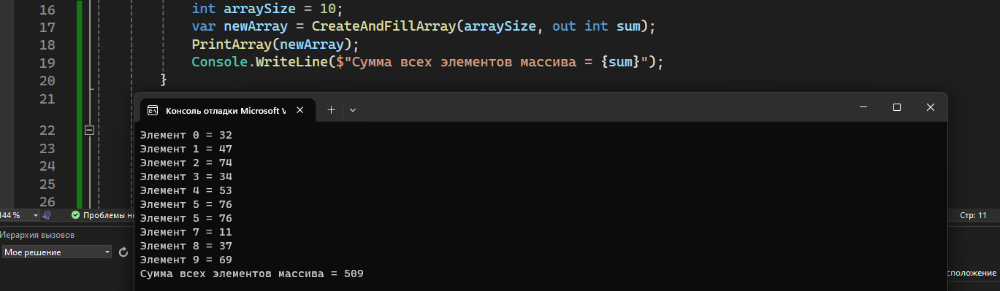 16 int arraySize = 10;
17 var newArray = CreateAndFillArray(arraySize, out int sum);
18 PrintArray(newArray);
19 Console.WriteLine($"Сумма всех элементов массива = {sum}");
20 }
21
Консоль отладки Microsoft V
22
23
24
25
26
Элемент 0 = 32
Элемент 1 = 47
Элемент 2 = 74
Элемент 3 = 34
Элемент 4 = 53
Элемент 5 = 76
Элемент 5 = 76
Элемент 7 = 11
Элемент 8 = 37
Элемент 9 = 69
Сумма всех элементов массива = 509
144 %
Проблемы не
Стр: 11
Иерархия вызовов
Мое решение
сположение